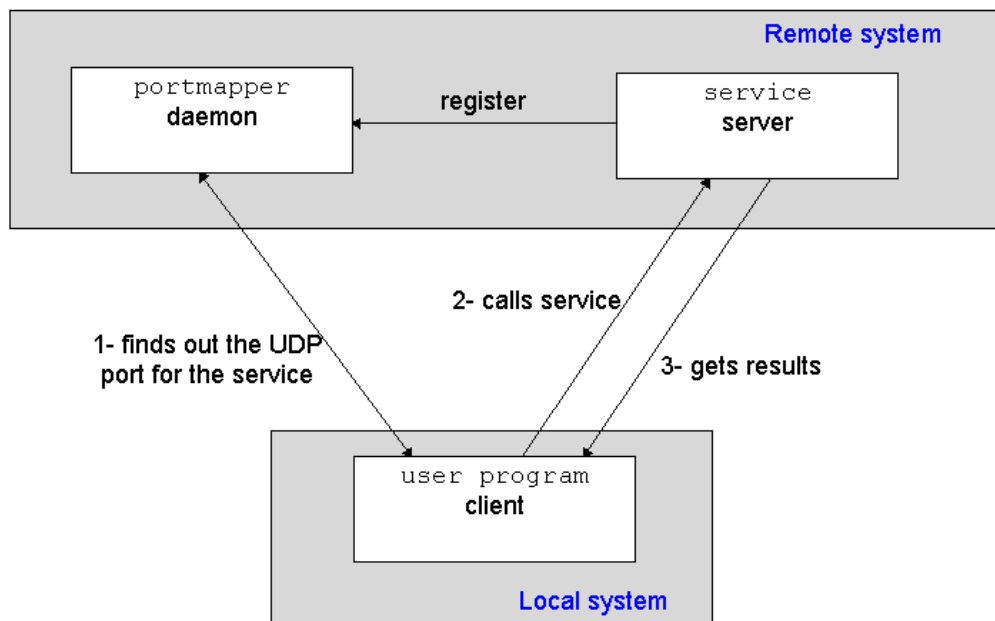 Remote system
portmapper
daemon
register
service
server
1- finds out the UDP
port for the service
2- calls service
3- gets results
user program
client
Local system